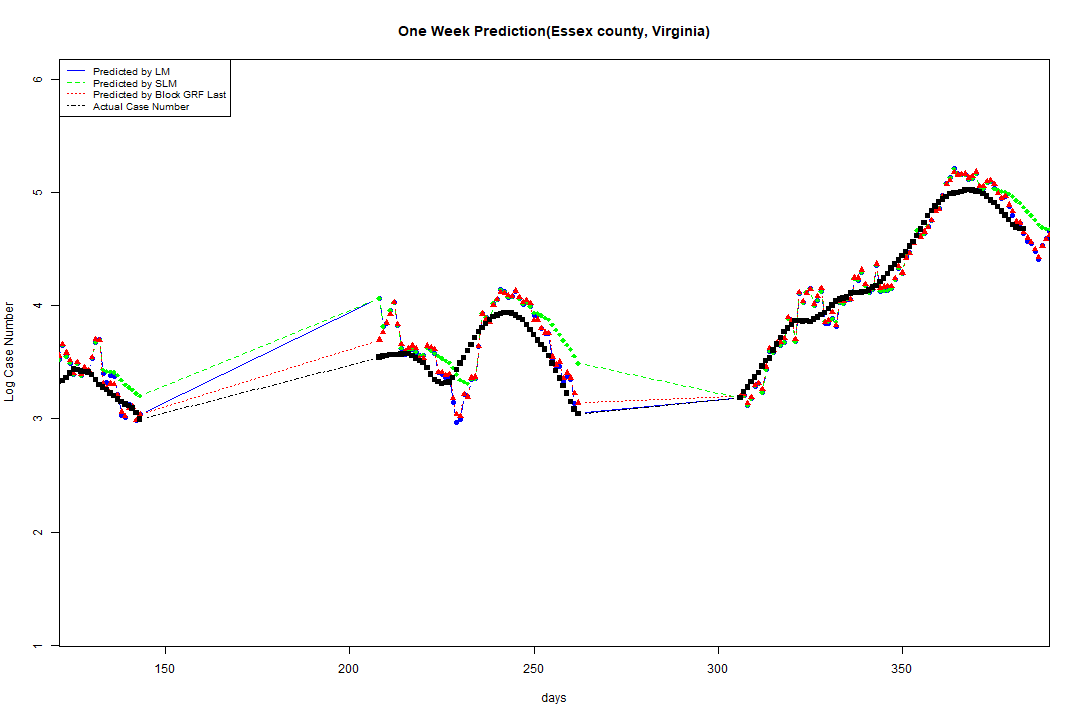 One Week Prediction(Essex county, Virginia)
Predicted by LM
Predicted by SLM
Predicted by Block GRF Last
Actual Case Number
6
5
4
3
2
1
Log Case Number
150
200
250
300
350
days